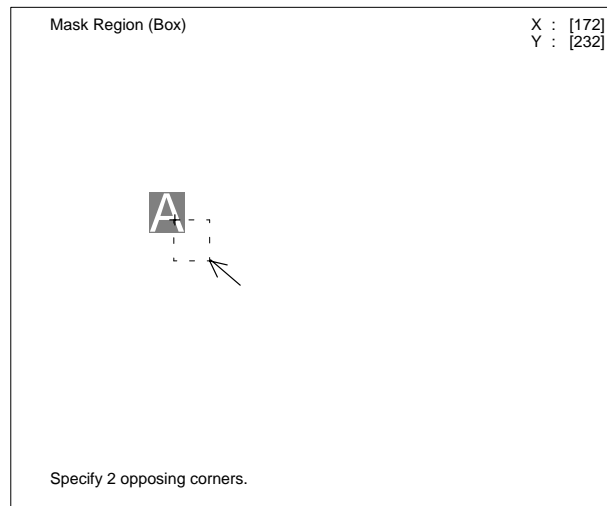 Mask Region (Box)
X : [172]
Y : [232]
A
Specify 2 opposing corners.